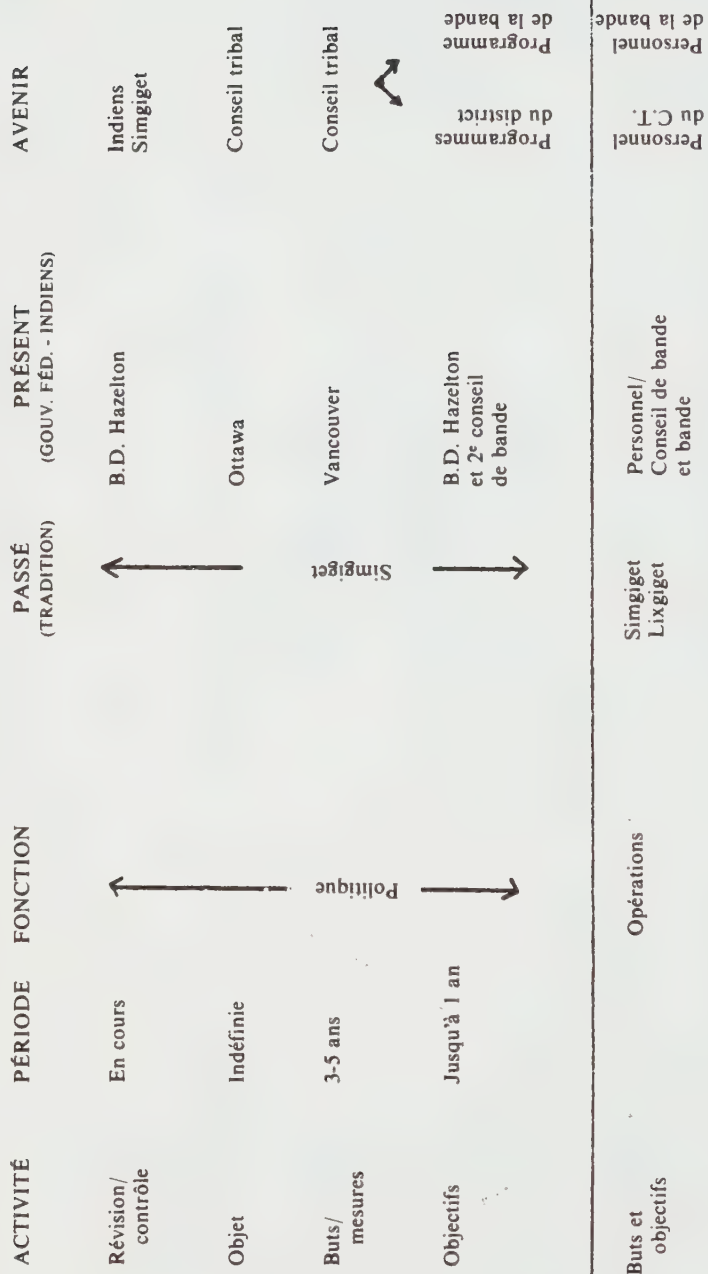 ACTIVITÉ PÉRIODE FONCTION PASSÉ PRÉSENT AVENIR
(TRADITION) (GOUV. FÉD. - INDIENS)
Révision/ En cours B.D. Hazelton Indiens
contrôle Simgiget
Objet Indéfinie Ottawa Conseil tribal
Buts/ 3-5 ans Politique Simgiget Vancouver Conseil tribal
mesures
Objectifs Jusqu'à 1 an B.D. Hazelton Programmes Programme
et 2e conseil du district de la bande
de bande
Buts et Opérations Simgiget Personnel/ Personnel Personnel
objectifs Lixgiget Conseil de bande du C.T. de la bande
et bande